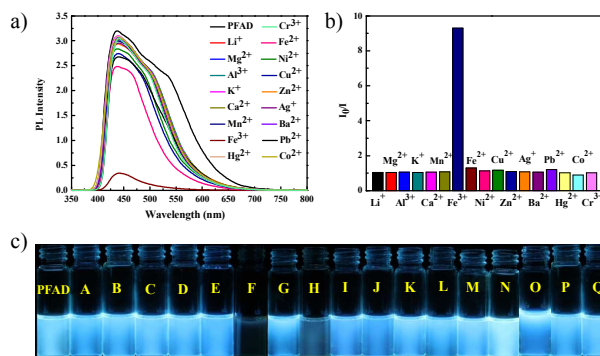 a)
PFAD
Li⁺
Mg²⁺
Al³⁺
K⁺
Ca²⁺
Mn²⁺
Fe³⁺
Hg²⁺
Cr³⁺
Fe²⁺
Ni²⁺
Cu²⁺
Zn²⁺
Ag⁺
Ba²⁺
Pb²⁺
Co²⁺
PL Intensity
3.5
3.0
2.5
2.0
1.5
1.0
0.5
0.0
350 400 450 500 550 600 650 700 750 800
Wavelength (nm)
b)
I₀/I
10
8
6
4
2
0
Mg²⁺ K⁺ Mn²⁺ Fe²⁺ Cu²⁺ Ag⁺ Pb²⁺ Co²⁺
Li⁺ Al³⁺ Ca²⁺ Fe³⁺ Ni²⁺ Zn²⁺ Ba²⁺ Hg²⁺ Cr³⁺
c)
PFAD A B C D E F G H I J K L M N O P Q